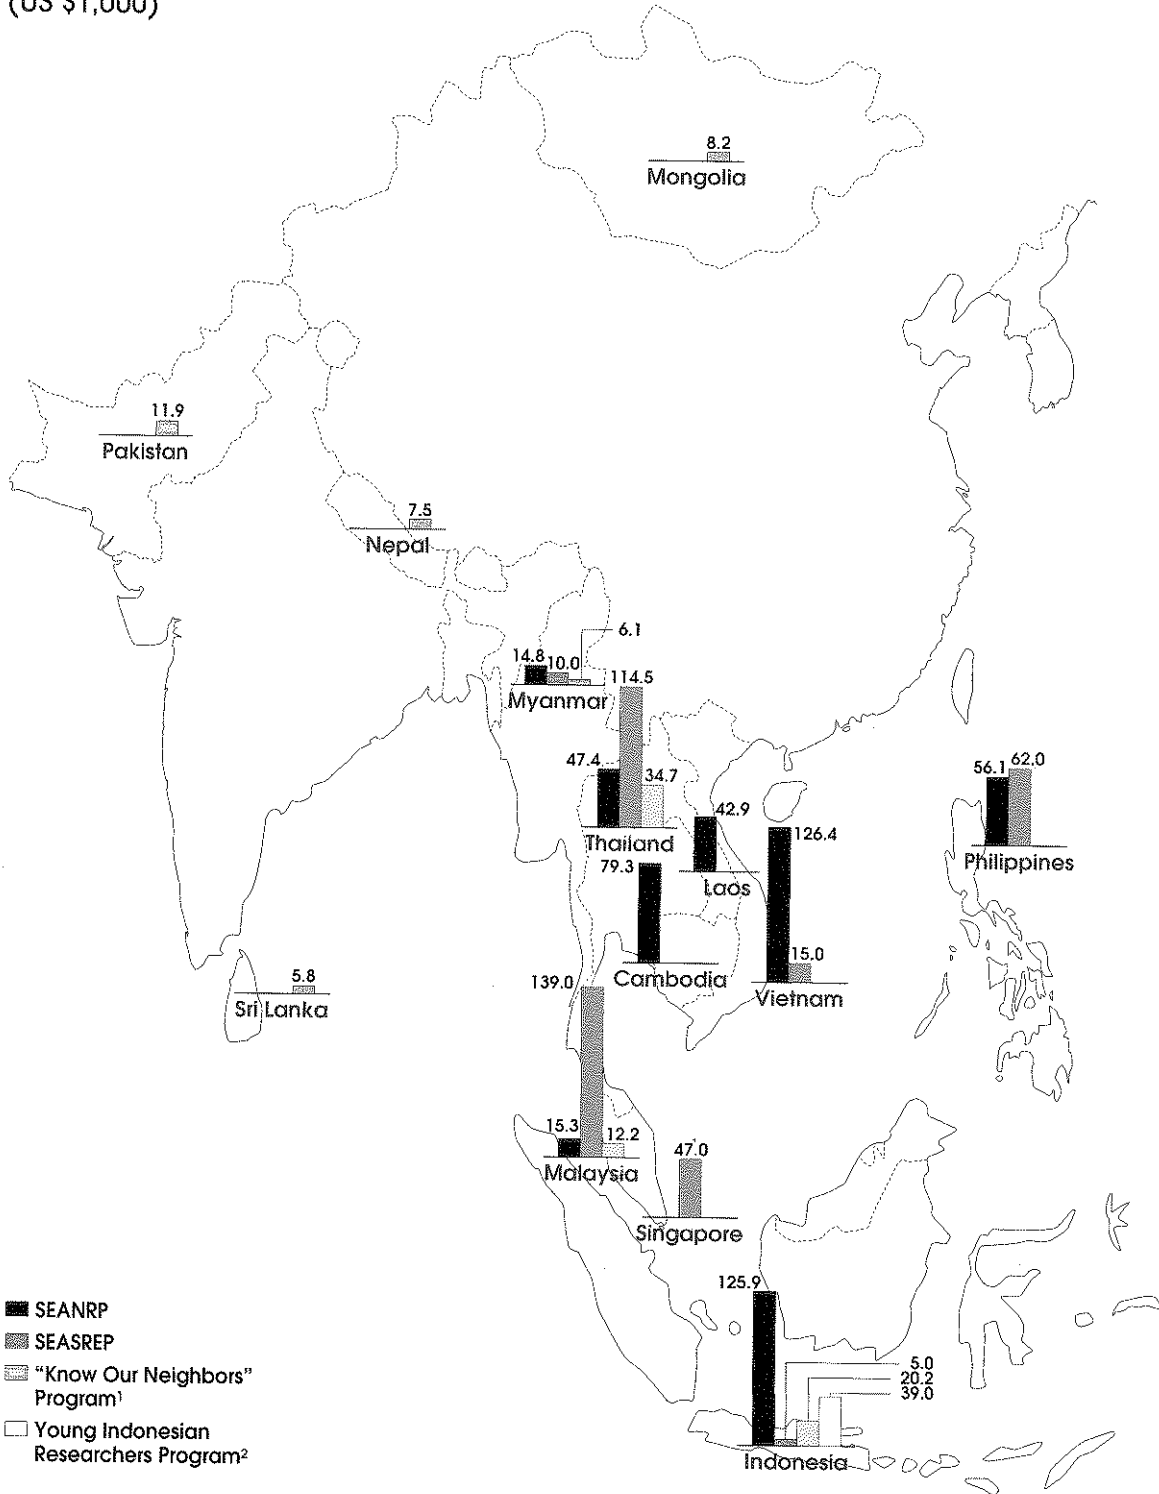 (US $1,000)
8.2
Mongolia
11.9
Pakistan
7.5
Nepal
6.1
14.8
10.0
Myanmar
114.5
47.4
34.7
Thailand
42.9
Laos
126.4
15.0
Vietnam
56.1
62.0
Philippines
79.3
Cambodia
5.8
Sri Lanka
139.0
15.3
12.2
Malaysia
47.0
Singapore
125.9
5.0
20.2
39.0
Indonesia
SEANRP
SEASREP
"Know Our Neighbors"
Program¹
Young Indonesian
Researchers Program²